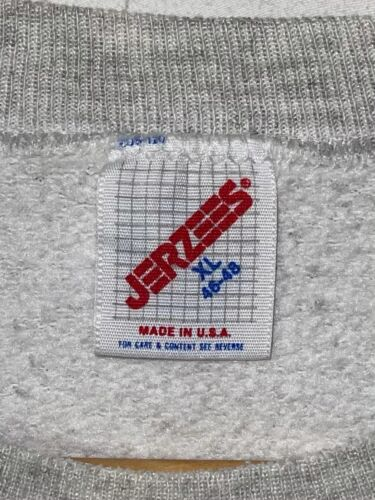 JERZEES®
XL
46-48
MADE IN U.S.A.
FOR CARE & CONTENT SEE REVERSE